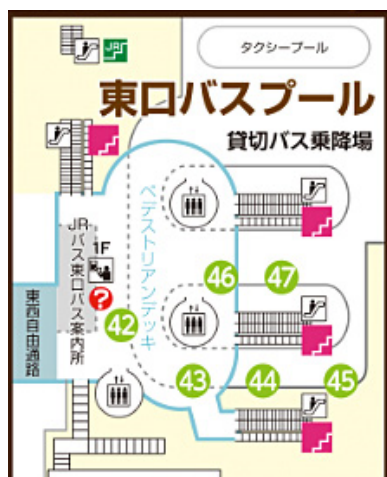 タクシープール
JR
東口バスプール
貸切バス乗降場
ペデストリアンデッキ
JRバス東口バス案内所
1F
?
東西自由通路
46
47
42
43
44
45